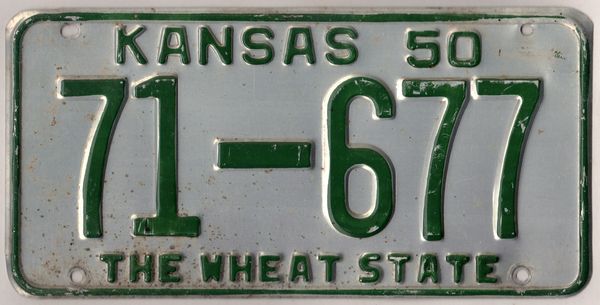 KANSAS 50
71-677
THE WHEAT STATE